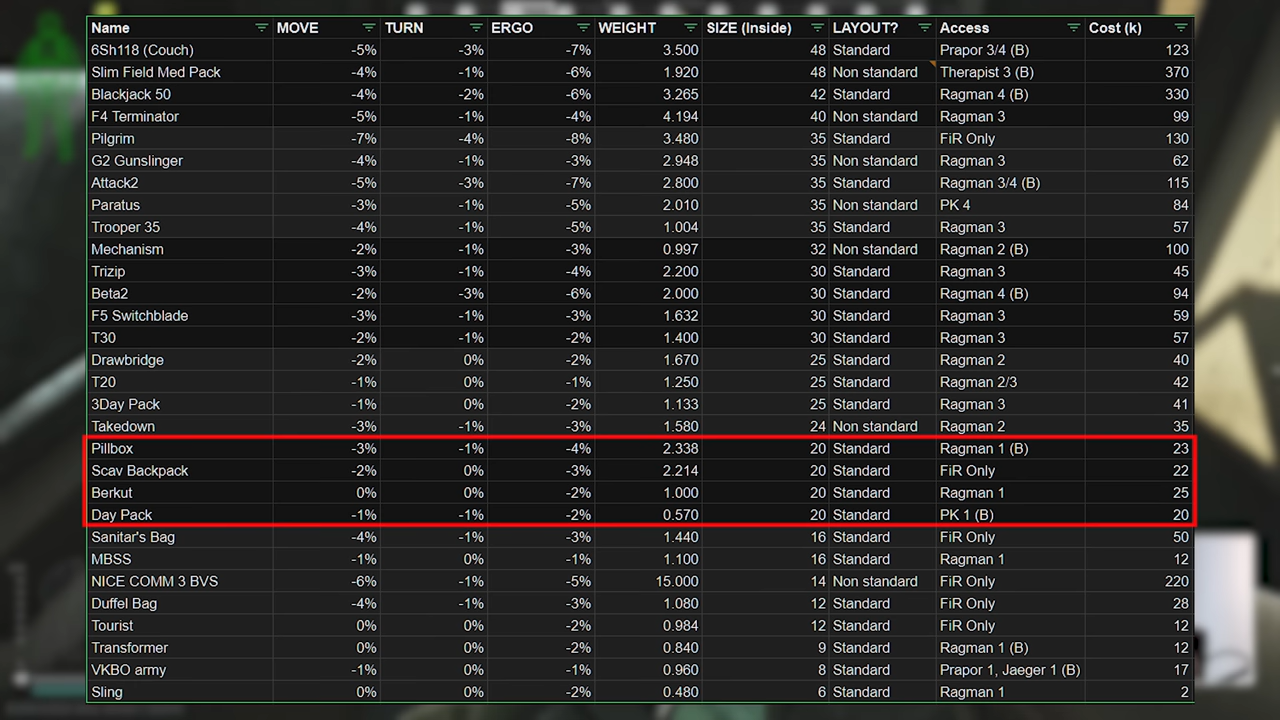 Name MOVE TURN ERGO WEIGHT SIZE (Inside) LAYOUT? Access Cost (k)
6Sh118 (Couch) -5% -3% -7% 3.500 48 Standard Prapor 3/4 (B) 123
Slim Field Med Pack -4% -1% -6% 1.920 48 Non standard Therapist 3 (B) 370
Blackjack 50 -4% -2% -6% 3.265 42 Standard Ragman 4 (B) 330
F4 Terminator -5% -1% -4% 4.194 40 Non standard Ragman 3 99
Pilgrim -7% -4% -8% 3.480 35 Standard FiR Only 130
G2 Gunslinger -4% -1% -3% 2.948 35 Non standard Ragman 3 62
Attack2 -5% -3% -7% 2.800 35 Standard Ragman 3/4 (B) 115
Paratus -3% -1% -5% 2.010 35 Non standard PK 4 84
Trooper 35 -4% -1% -5% 1.004 35 Standard Ragman 3 57
Mechanism -2% -1% -3% 0.997 32 Non standard Ragman 2 (B) 100
Trizip -3% -1% -4% 2.200 30 Standard Ragman 3 45
Beta2 -2% -3% -6% 2.000 30 Standard Ragman 4 (B) 94
F5 Switchblade -3% -1% -3% 1.632 30 Standard Ragman 3 59
T30 -2% -1% -2% 1.400 30 Standard Ragman 3 57
Drawbridge -2% 0% -2% 1.670 25 Standard Ragman 2 40
T20 -1% 0% -1% 1.250 25 Standard Ragman 2/3 42
3Day Pack -1% 0% -2% 1.133 25 Standard Ragman 3 41
Takedown -3% -1% -3% 1.580 24 Non standard Ragman 2 35
Pillbox -3% -1% -4% 2.338 20 Standard Ragman 1 (B) 23
Scav Backpack -2% 0% -3% 2.214 20 Standard FiR Only 22
Berkut 0% 0% -2% 1.000 20 Standard Ragman 1 25
Day Pack -1% -1% -2% 0.570 20 Standard PK 1 (B) 20
Sanitar's Bag -4% -1% -3% 1.440 16 Standard FiR Only 50
MBSS -1% 0% -2% 1.100 16 Standard Ragman 1 12
NICE COMM 3 BVS -6% -1% -5% 15.000 14 Non standard FiR Only 220
Duffel Bag -4% -1% -3% 1.080 12 Standard FiR Only 28
Tourist 0% 0% -2% 0.984 12 Standard FiR Only 12
Transformer 0% 0% -2% 0.840 9 Standard Ragman 1 (B) 12
VKBO army -1% 0% -1% 0.960 8 Standard Prapor 1, Jaeger 1 (B) 17
Sling 0% 0% -2% 0.480 6 Standard Ragman 1 2